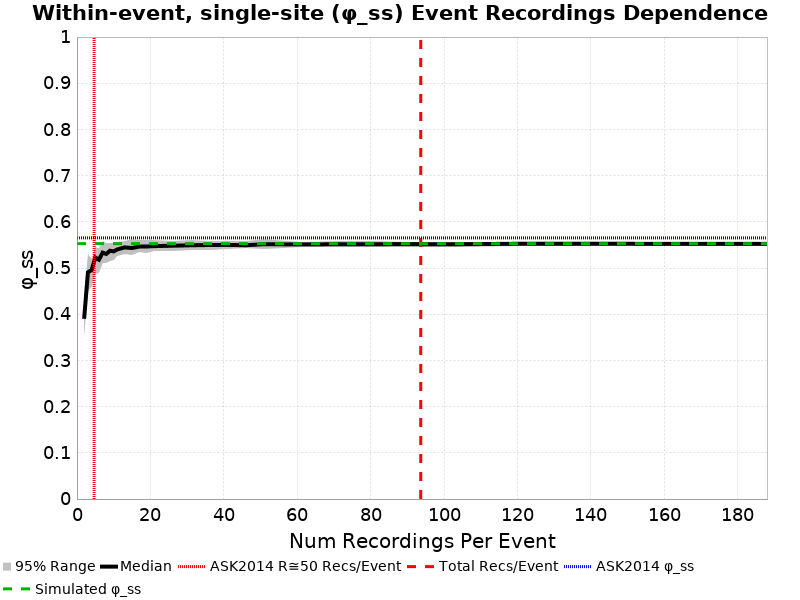 Within-event, single-site (φ_ss) Event Recordings Dependence
1
0.9
0.8
0.7
0.6
0.5
0.4
0.3
0.2
0.1
0
φ_ss
0 20 40 60 80 100 120 140 160 180
Num Recordings Per Event
95% Range Median ASK2014 R≅50 Recs/Event Total Recs/Event ASK2014 φ_ss
Simulated φ_ss